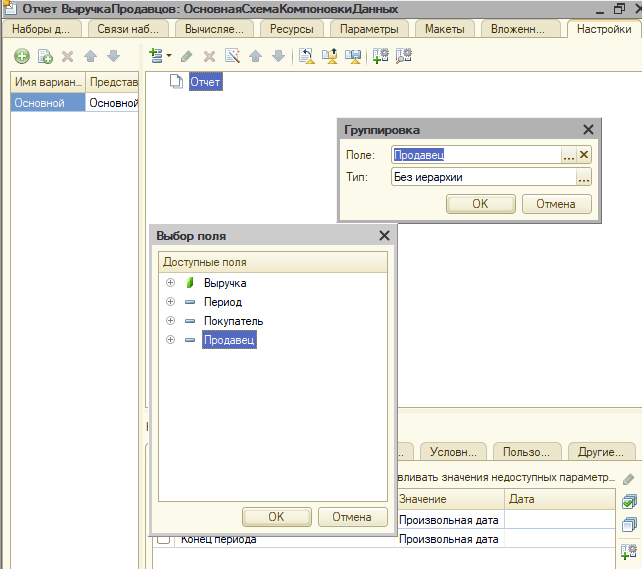 Отчет ВыручкаПродавцов: ОсновнаяСхемаКомпоновкиДанных
Наборы д... Связи наб... Вычисляе... Ресурсы Параметры Макеты Вложенн... Настройки
Имя вариан... Представ
Основной Основной
Отчет
Группировка
Поле: Продавец ...
Тип: Без иерархии ...
OK Отмена
Выбор поля
Доступные поля
Выручка
Период
Покупатель
Продавец
OK Отмена
... Условн... Пользо... Другие...
вливать значения недоступных параметр...
Значение Дата
Произвольная дата
Конец периода Произвольная дата